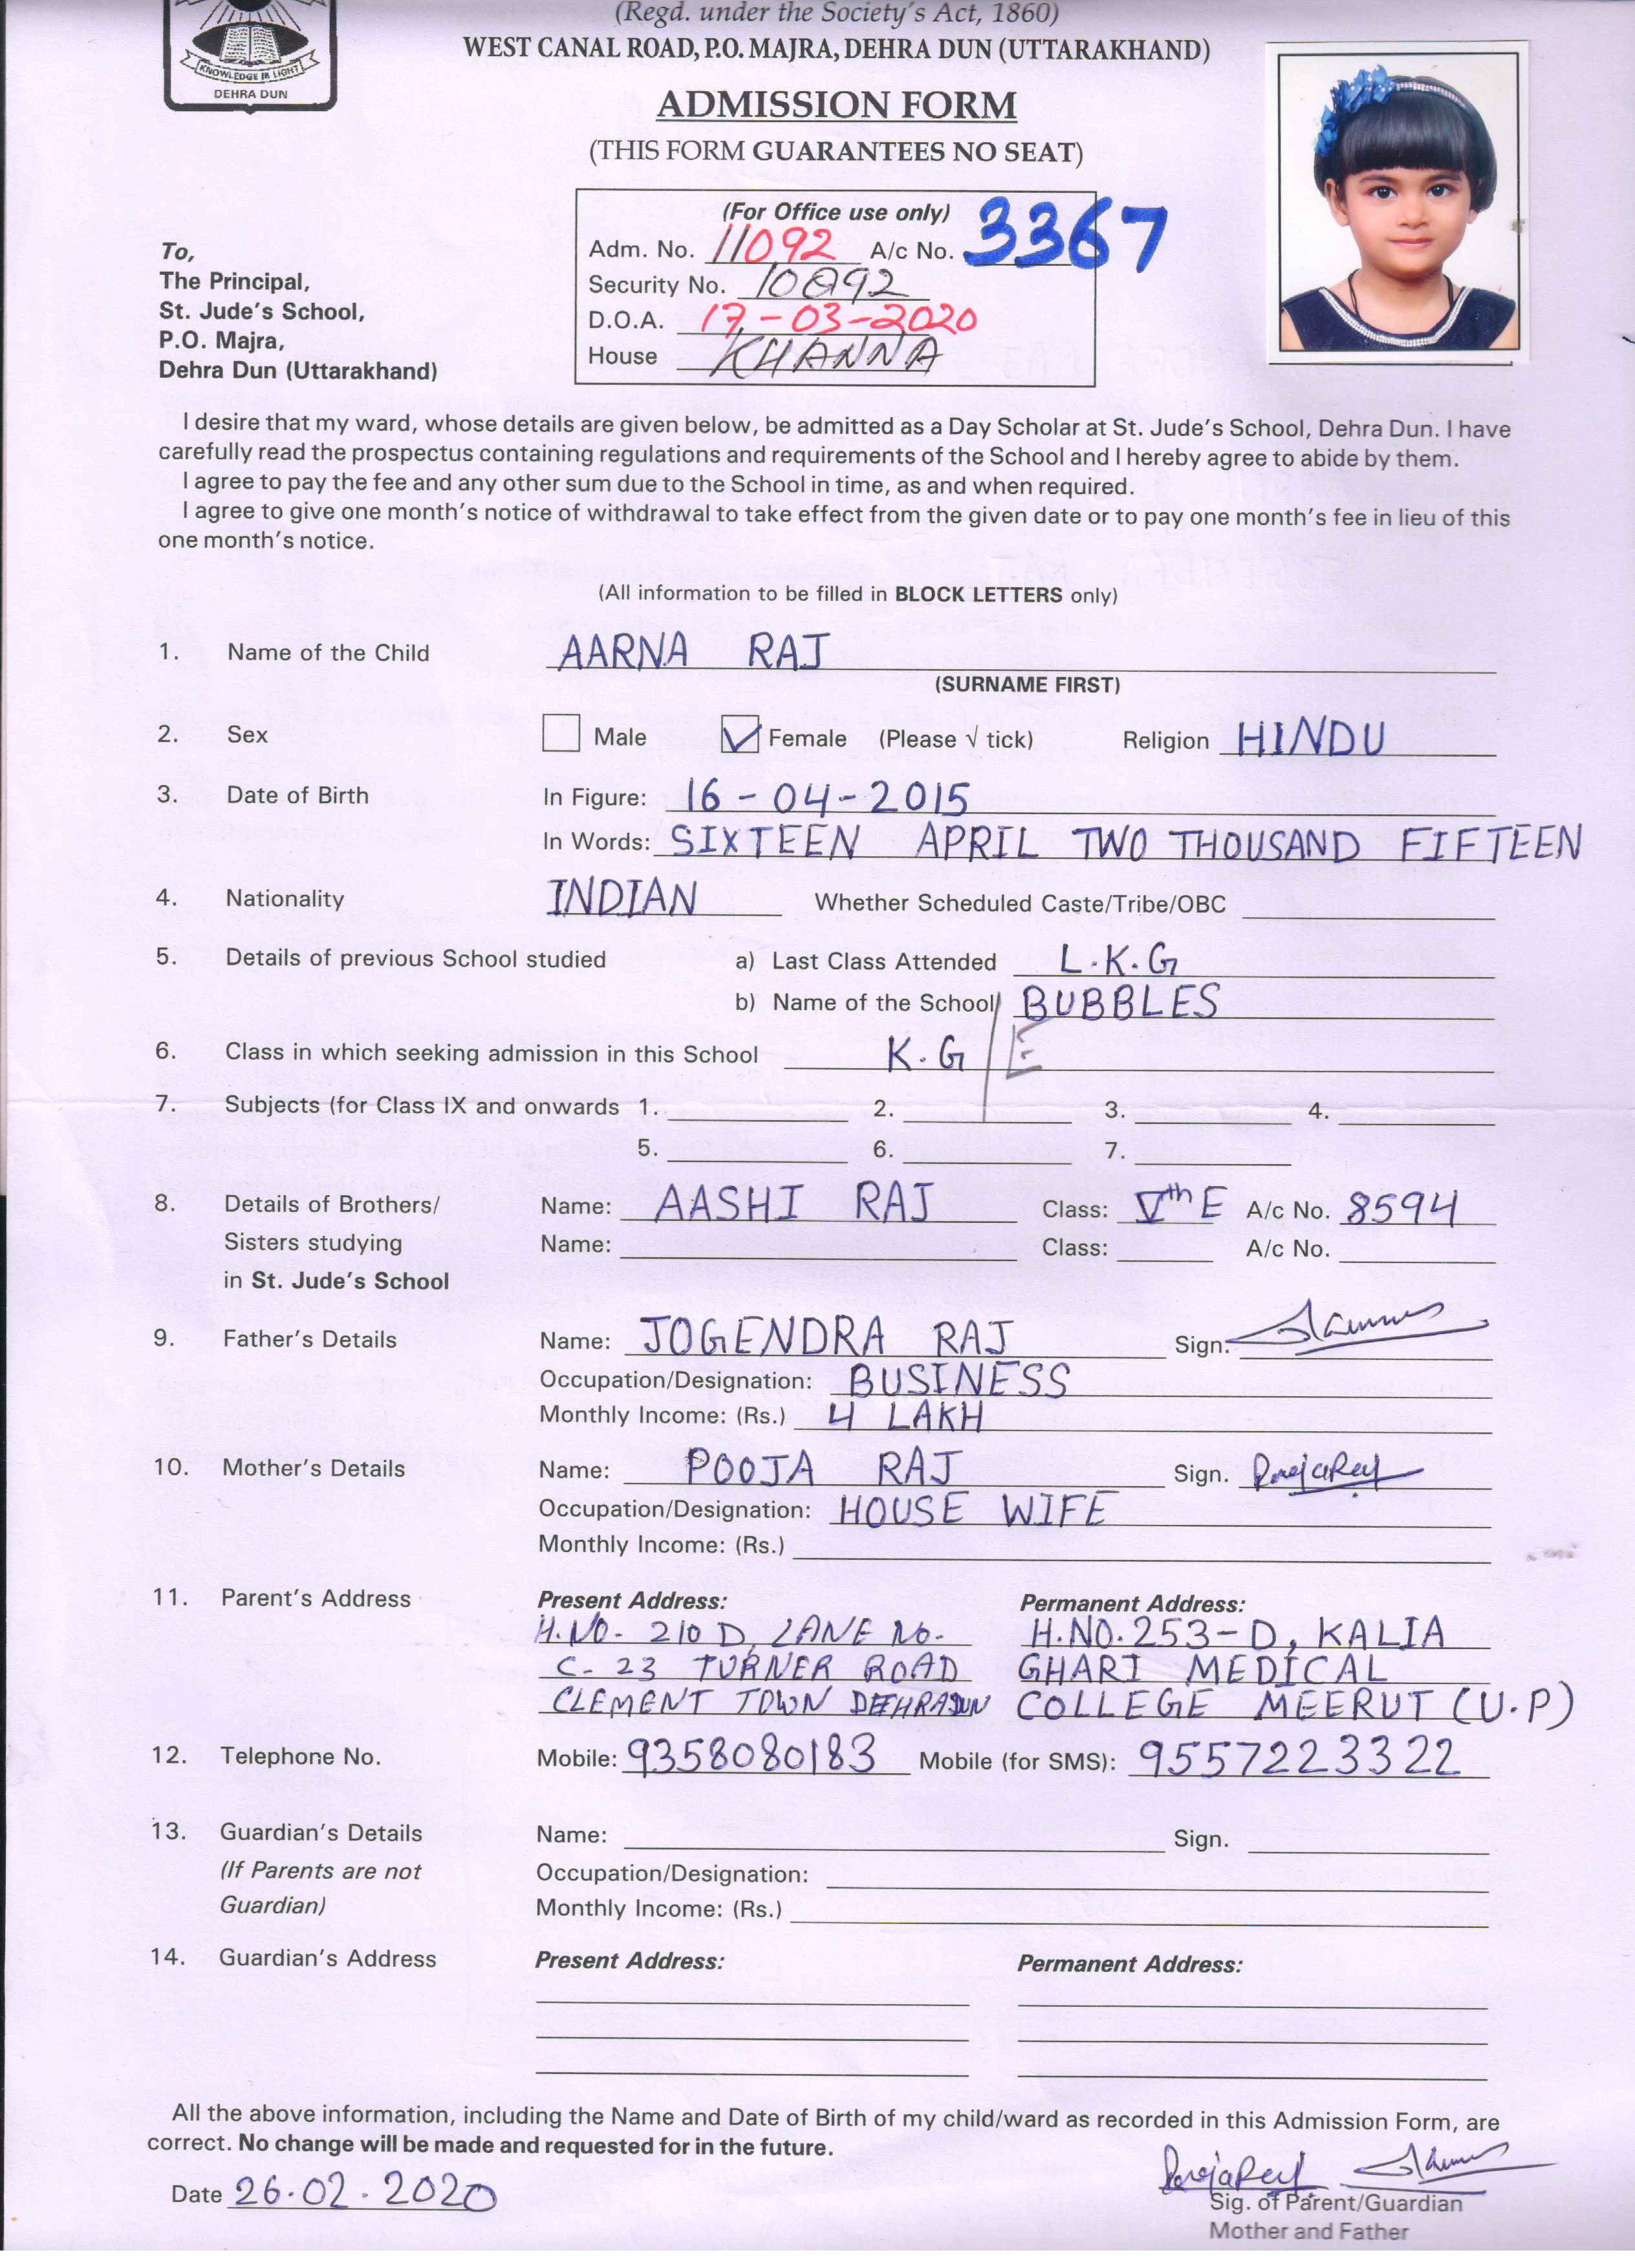 KNOWLEDGE IS LIGHT
DEHRA DUN
(Regd. under the Society's Act, 1860)
WEST CANAL ROAD, P.O. MAJRA, DEHRA DUN (UTTARAKHAND)
ADMISSION FORM
(THIS FORM GUARANTEES NO SEAT)
(For Office use only)
Adm. No. 11092 A/c No. 3367
Security No. 10092
D.O.A. 17-03-2020
House KHANNA
To,
The Principal,
St. Jude's School,
P.O. Majra,
Dehra Dun (Uttarakhand)
I desire that my ward, whose details are given below, be admitted as a Day Scholar at St. Jude's School, Dehra Dun. I have
carefully read the prospectus containing regulations and requirements of the School and I hereby agree to abide by them.
I agree to pay the fee and any other sum due to the School in time, as and when required.
I agree to give one month's notice of withdrawal to take effect from the given date or to pay one month's fee in lieu of this
one month's notice.
(All information to be filled in BLOCK LETTERS only)
1. Name of the Child AARNA RAJ
(SURNAME FIRST)
2. Sex Male ✓ Female (Please √ tick) Religion HINDU
3. Date of Birth In Figure: 16-04-2015
In Words: SIXTEEN APRIL TWO THOUSAND FIFTEEN
4. Nationality INDIAN Whether Scheduled Caste/Tribe/OBC
5. Details of previous School studied a) Last Class Attended L.K.G
b) Name of the School BUBBLES
6. Class in which seeking admission in this School K.G / E
7. Subjects (for Class IX and onwards 1. 2. 3. 4.
5. 6. 7.
8. Details of Brothers/ Name: AASHI RAJ Class: Vth E A/c No. 8594
Sisters studying Name: Class: A/c No.
in St. Jude's School
9. Father's Details Name: JOGENDRA RAJ Sign.
Occupation/Designation: BUSINESS
Monthly Income: (Rs.) 4 LAKH
10. Mother's Details Name: POOJA RAJ Sign. PoojaRaj
Occupation/Designation: HOUSE WIFE
Monthly Income: (Rs.)
11. Parent's Address Present Address: Permanent Address:
H.NO. 210 D, LANE NO. H.NO. 253-D, KALIA
C-23 TURNER ROAD GHARI MEDICAL
CLEMENT TOWN DEHRADUN COLLEGE MEERUT (U.P)
12. Telephone No. Mobile: 9358080183 Mobile (for SMS): 9557223322
13. Guardian's Details Name: Sign.
(If Parents are not Occupation/Designation:
Guardian) Monthly Income: (Rs.)
14. Guardian's Address Present Address: Permanent Address:
All the above information, including the Name and Date of Birth of my child/ward as recorded in this Admission Form, are
correct. No change will be made and requested for in the future.
Date 26.02.2020 PoojaRaj
Sig. of Parent/Guardian
Mother and Father